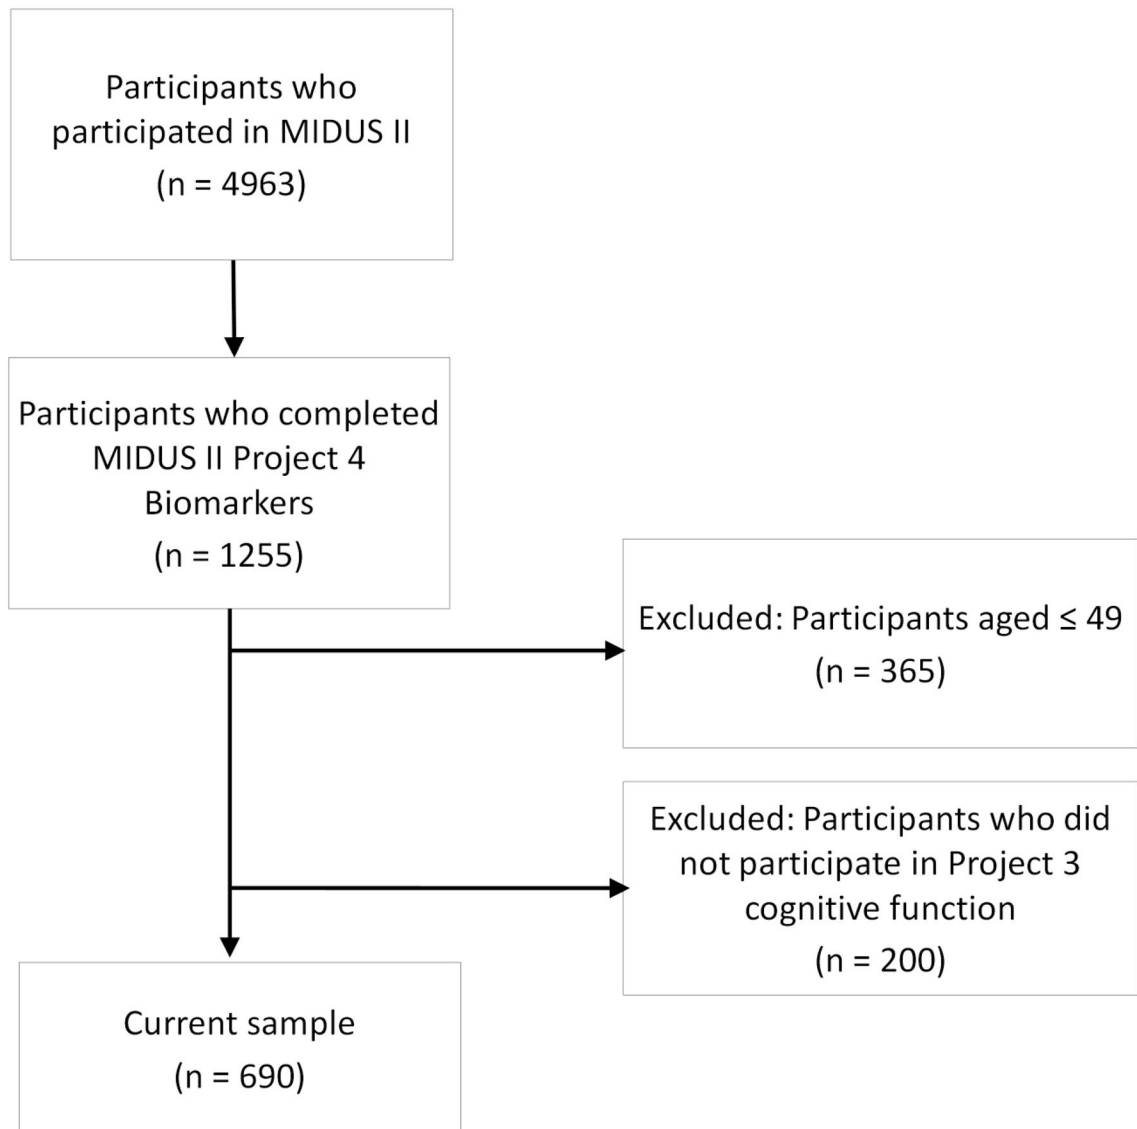 Participants who
participated in MIDUS II
(n = 4963)
Participants who completed
MIDUS II Project 4
Biomarkers
(n = 1255)
Excluded: Participants aged ≤ 49
(n = 365)
Excluded: Participants who did
not participate in Project 3
cognitive function
(n = 200)
Current sample
(n = 690)